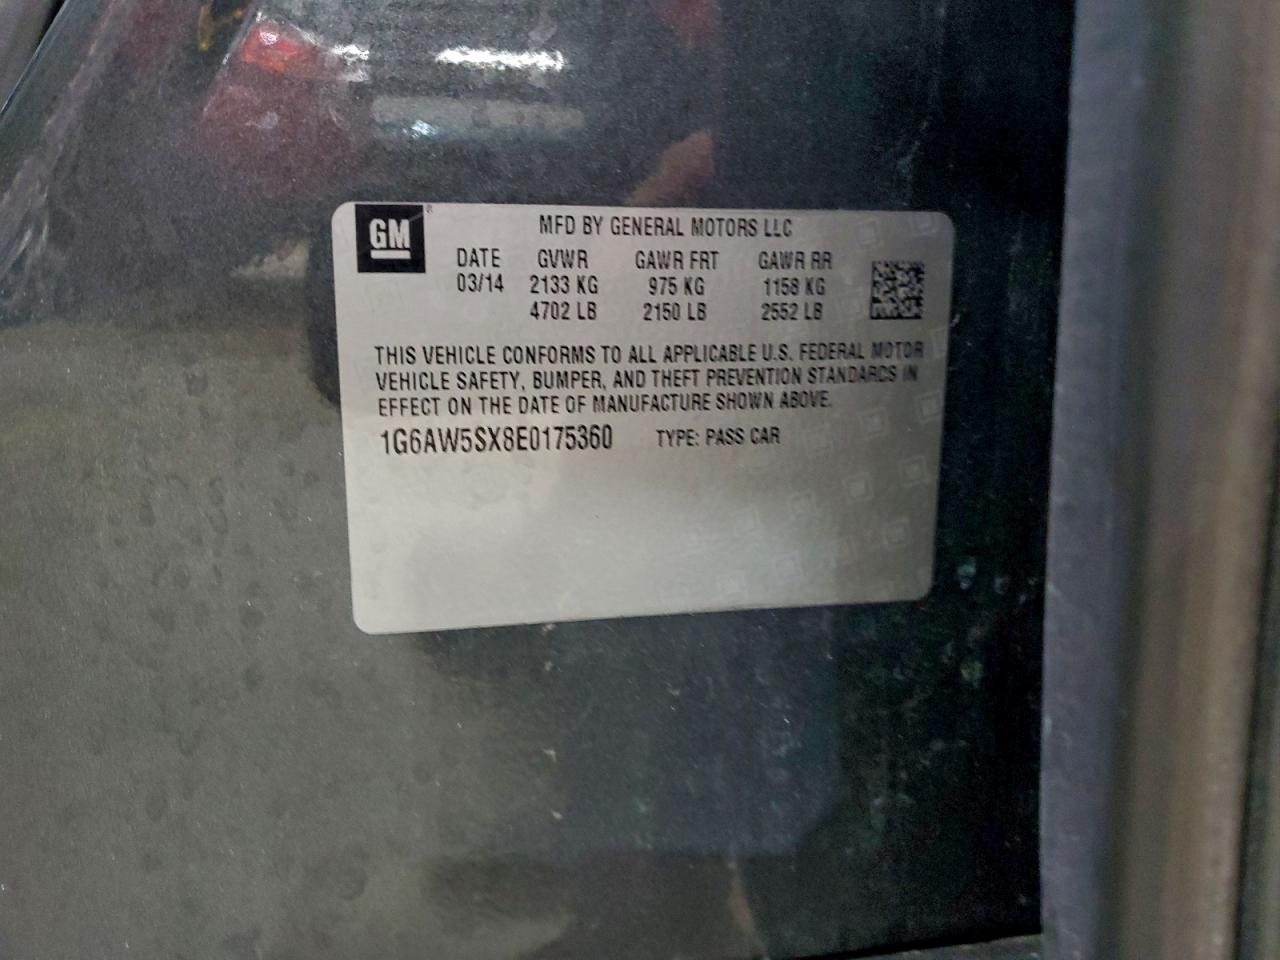 GM
MFD BY GENERAL MOTORS LLC
DATE GVWR GAWR FRT GAWR RR
03/14 2133 KG 975 KG 1158 KG
4702 LB 2150 LB 2552 LB
THIS VEHICLE CONFORMS TO ALL APPLICABLE U.S. FEDERAL MOTOR
VEHICLE SAFETY, BUMPER, AND THEFT PREVENTION STANDARDS IN
EFFECT ON THE DATE OF MANUFACTURE SHOWN ABOVE.
1G6AW5SX8E0175360 TYPE: PASS CAR